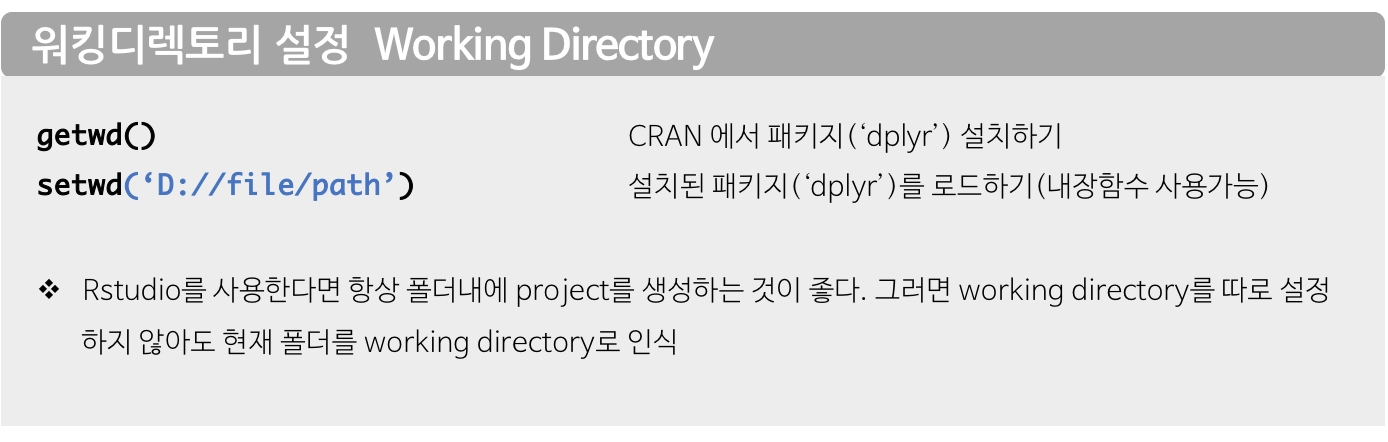 워킹디렉토리 설정 Working Directory
getwd() CRAN 에서 패키지(‘dplyr’) 설치하기
setwd(‘D://file/path’) 설치된 패키지(‘dplyr’)를 로드하기(내장함수 사용가능)
❖ Rstudio를 사용한다면 항상 폴더내에 project를 생성하는 것이 좋다. 그러면 working directory를 따로 설정
하지 않아도 현재 폴더를 working directory로 인식